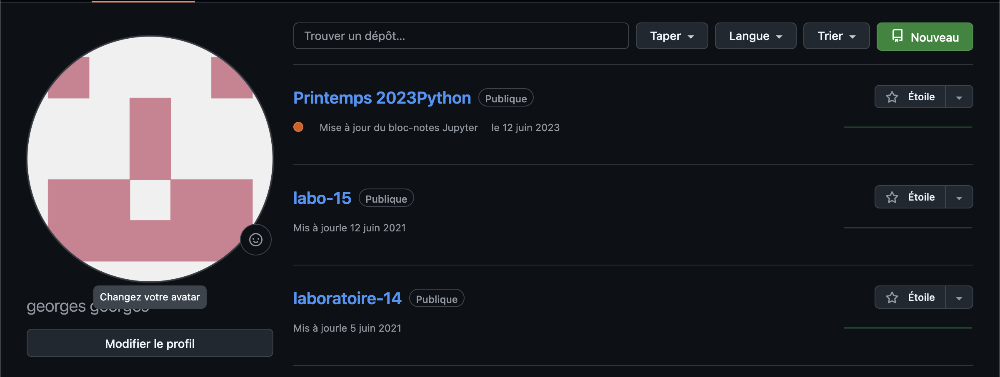 Trouver un dépôt...
Taper
Langue
Trier
Nouveau
Printemps 2023Python Publique
Étoile
Mise à jour du bloc-notes Jupyter le 12 juin 2023
labo-15 Publique
Étoile
Mis à jourle 12 juin 2021
laboratoire-14 Publique
Étoile
Mis à jourle 5 juin 2021
Changez votre avatar
georges georges
Modifier le profil